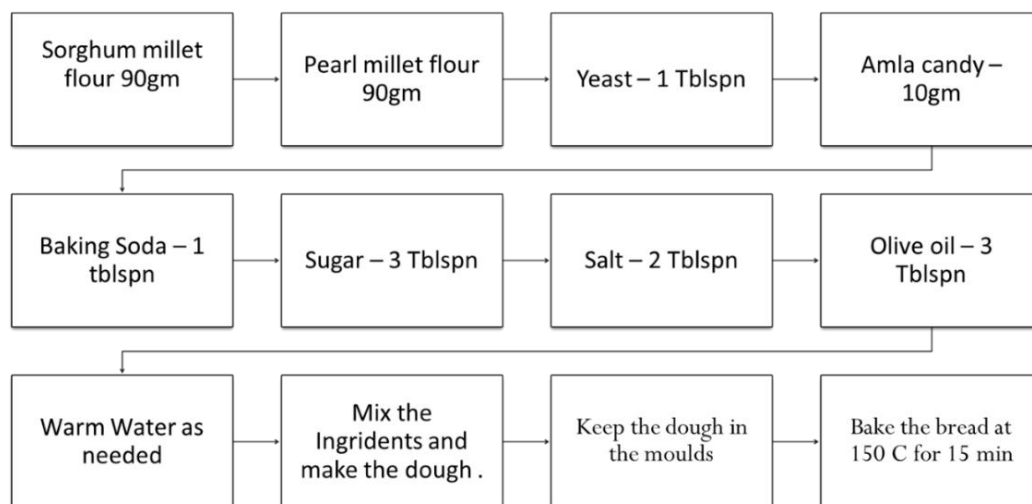 Sorghum millet
flour 90gm
Pearl millet flour
90gm
Yeast – 1 Tblspn
Amla candy –
10gm
Baking Soda – 1
tblspn
Sugar – 3 Tblspn
Salt – 2 Tblspn
Olive oil – 3
Tblspn
Warm Water as
needed
Mix the
Ingridents and
make the dough .
Keep the dough in
the moulds
Bake the bread at
150 C for 15 min